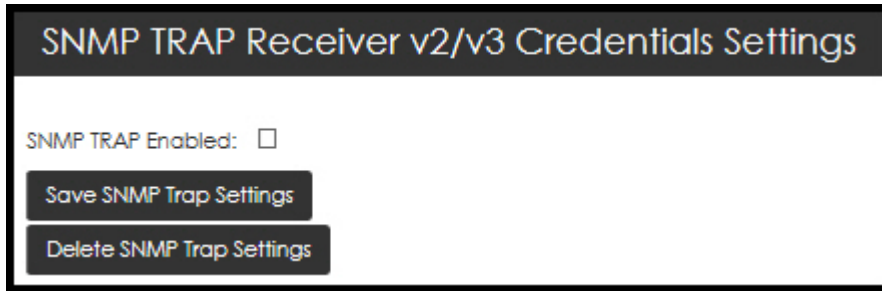 SNMP TRAP Receiver v2/v3 Credentials Settings
SNMP TRAP Enabled:
Save SNMP Trap Settings
Delete SNMP Trap Settings